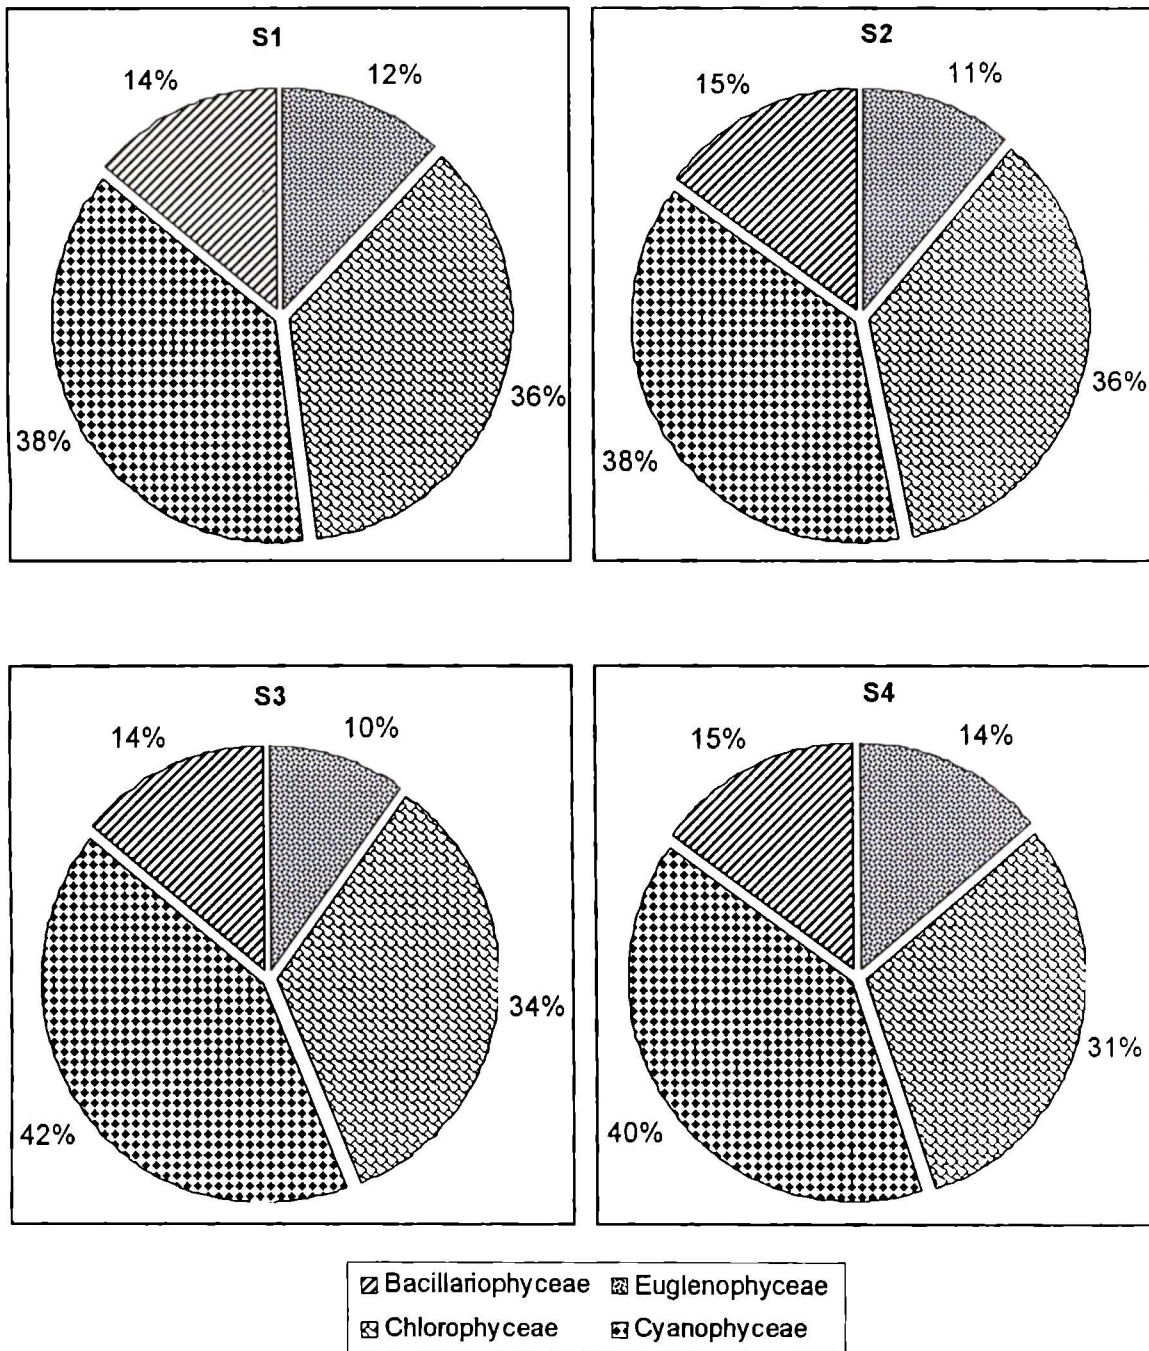 S1
14%
12%
38%
36%
S2
15%
11%
38%
36%
S3
14%
10%
42%
34%
S4
15%
14%
40%
31%
Bacillariophyceae Euglenophyceae
Chlorophyceae Cyanophyceae